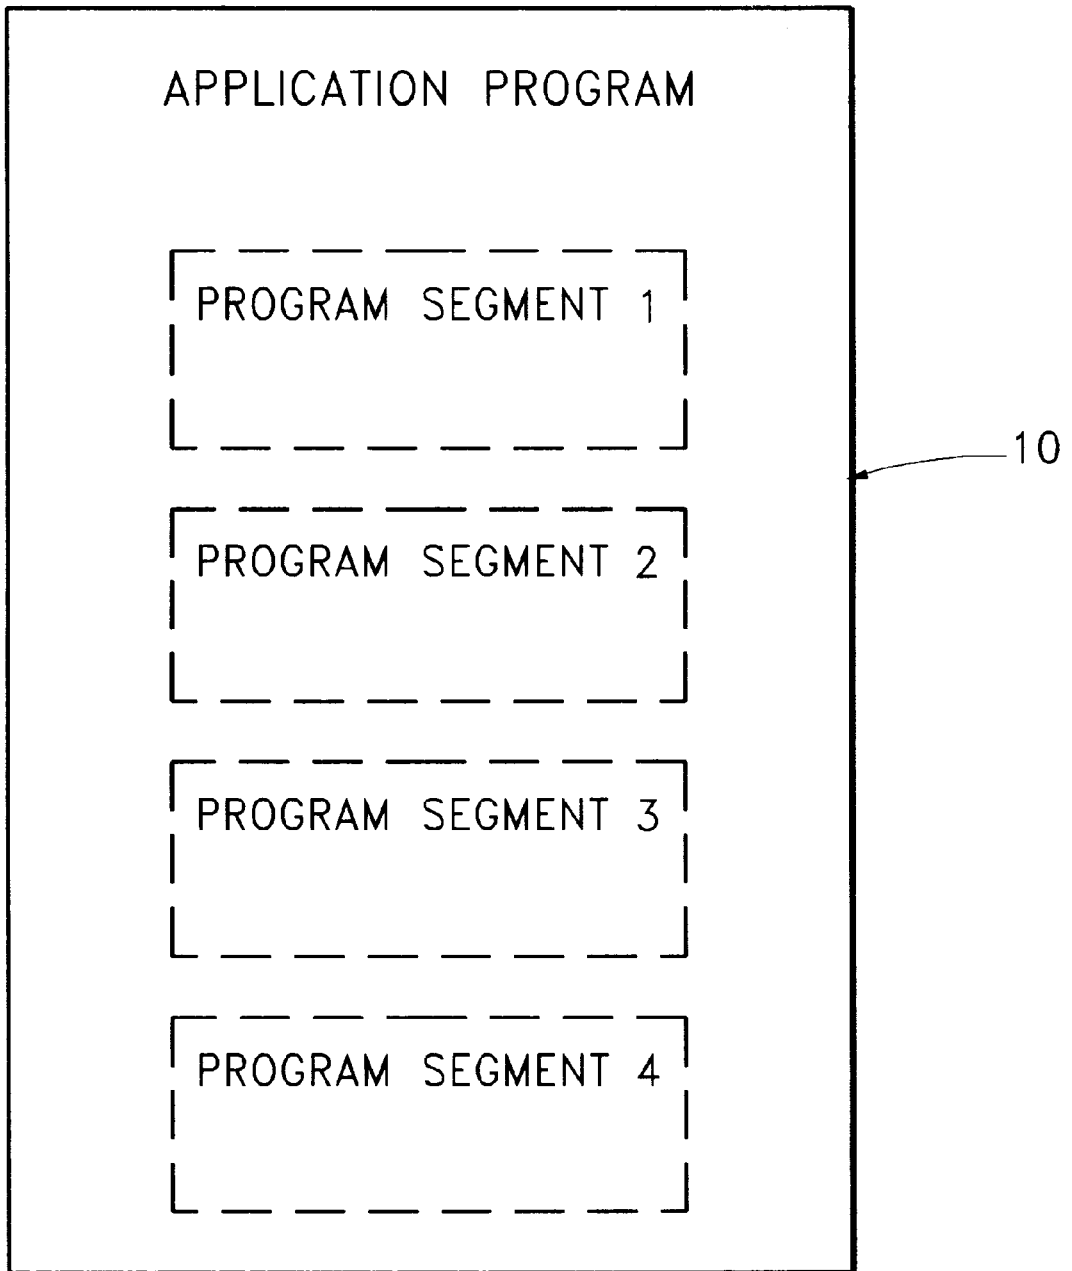 APPLICATION PROGRAM
PROGRAM SEGMENT 1
10
PROGRAM SEGMENT 2
PROGRAM SEGMENT 3
PROGRAM SEGMENT 4